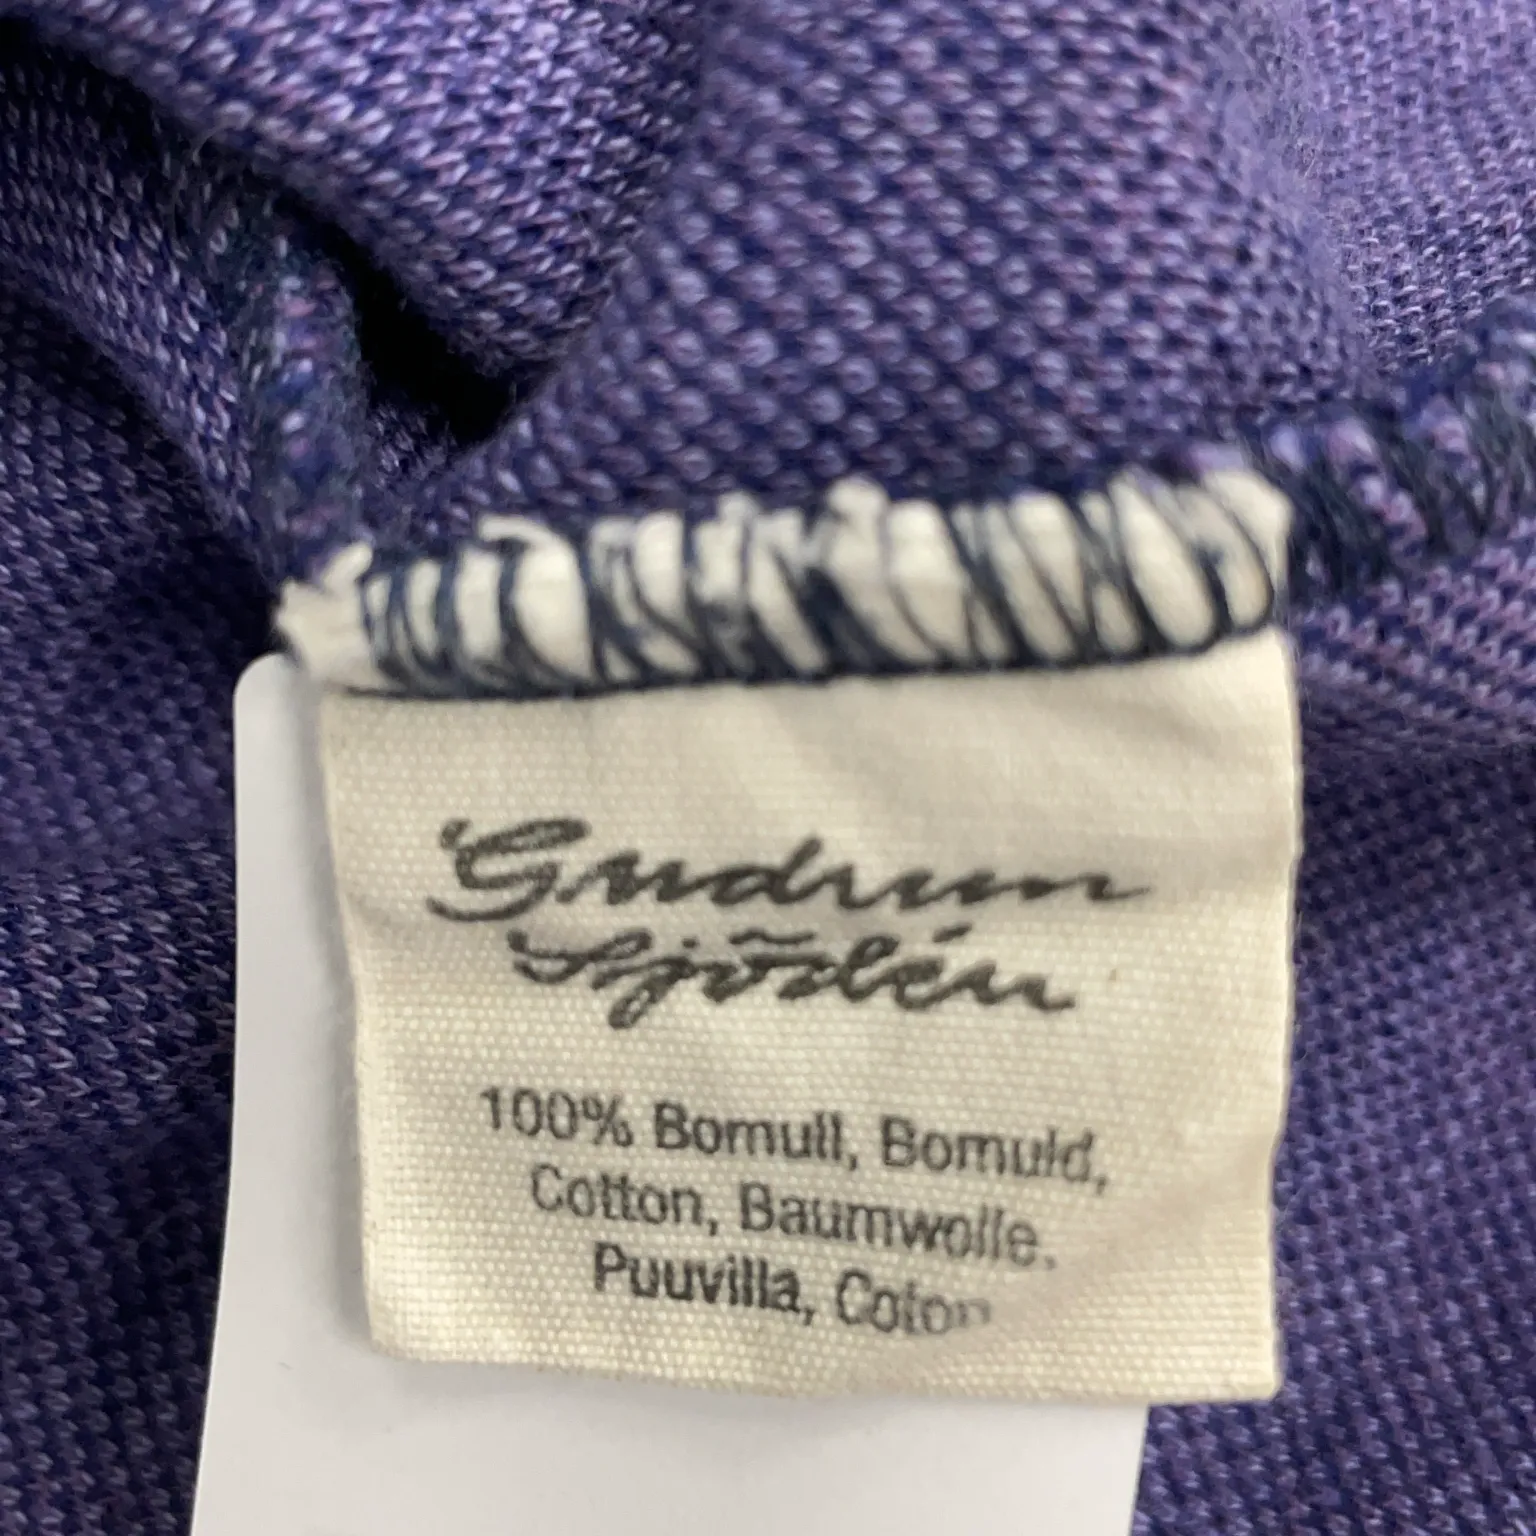 Gudrun
Sjödén
100% Bomull, Bomuld,
Cotton, Baumwolle.
Puuvilla, Coton